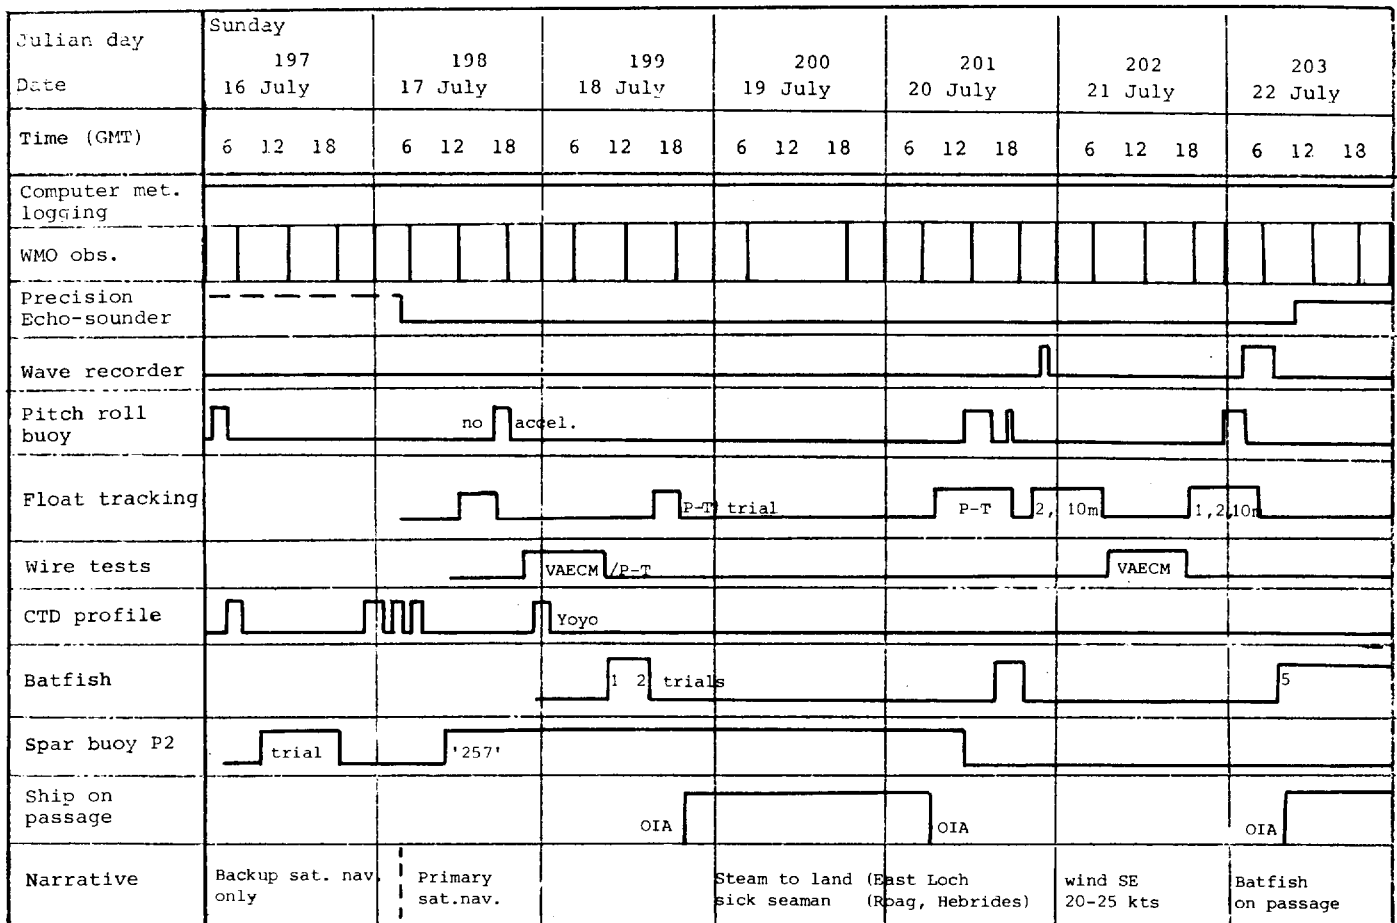 Sunday
Julian day
197 198 199 200 201 202 203
Date 16 July 17 July 18 July 19 July 20 July 21 July 22 July
Time (GMT) 6 12 18 6 12 18 6 12 18 6 12 18 6 12 18 6 12 18 6 12 18
Computer met.
logging
WMO obs.
Precision
Echo-sounder
Wave recorder
Pitch roll
buoy
no accel.
Float tracking
P-T trial P-T 2, 10m 1,2,10m
Wire tests VAECM /P-T VAECM
CTD profile Yoyo
Batfish 1 2 trials 5
Spar buoy P2 trial '257'
Ship on
passage
OIA OIA OIA
Narrative
Backup sat. nav.
only
Primary
sat.nav.
Steam to land (East Loch
sick seaman (Roag, Hebrides)
wind SE
20-25 kts
Batfish
on passage